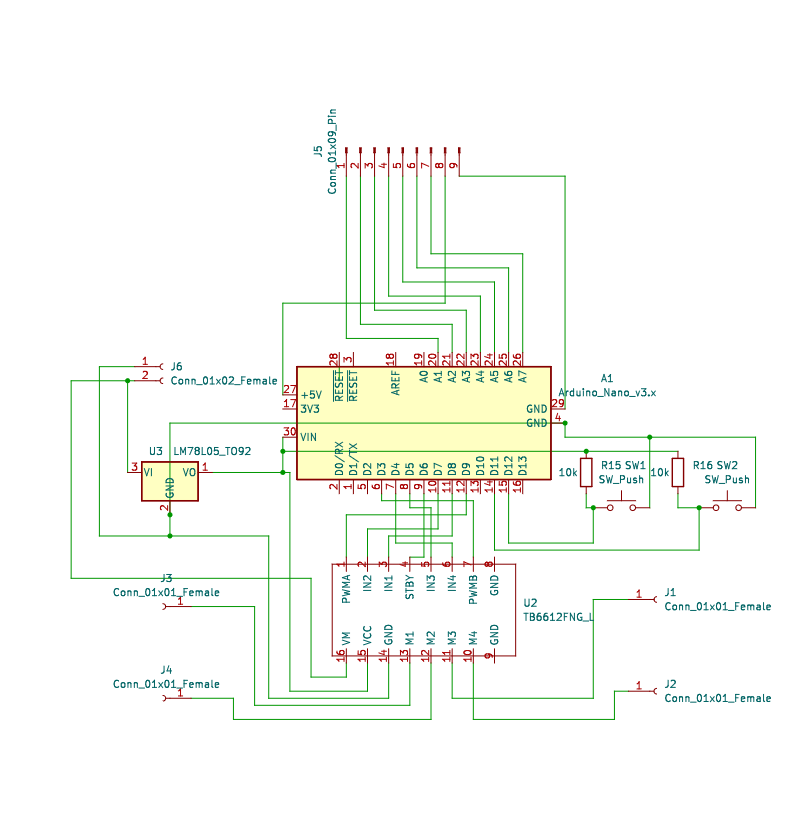 J5
Conn_01x09_Pin
1 2 3 4 5 6 7 8 9
28 3 18 19 20 21 22 23 24 25 26
RESET RESET AREF A0 A1 A2 A3 A4 A5 A6 A7
A1
Arduino_Nano_v3.x
27 +5V
17 3V3
30 VIN
GND 29
GND 4
D0/RX D1/TX D2 D3 D4 D5 D6 D7 D8 D9 D10 D11 D12 D13
2 1 5 6 7 8 9 10 11 12 13 14 15 16
1 J6
2 Conn_01x02_Female
U3 LM78L05_TO92
3 VI VO 1
GND
2
10k R15 SW1
SW_Push
10k R16 SW2
SW_Push
1 2 3 4 5 6 7 8
PWMA IN2 IN1 STBY IN3 IN4 PWMB GND
U2
TB6612FNG_L
VM VCC GND M1 M2 M3 M4 GND
16 15 14 13 12 11 10 9
J3
Conn_01x01_Female
1
J4
Conn_01x01_Female
1
1 J1
Conn_01x01_Female
1 J2
Conn_01x01_Female